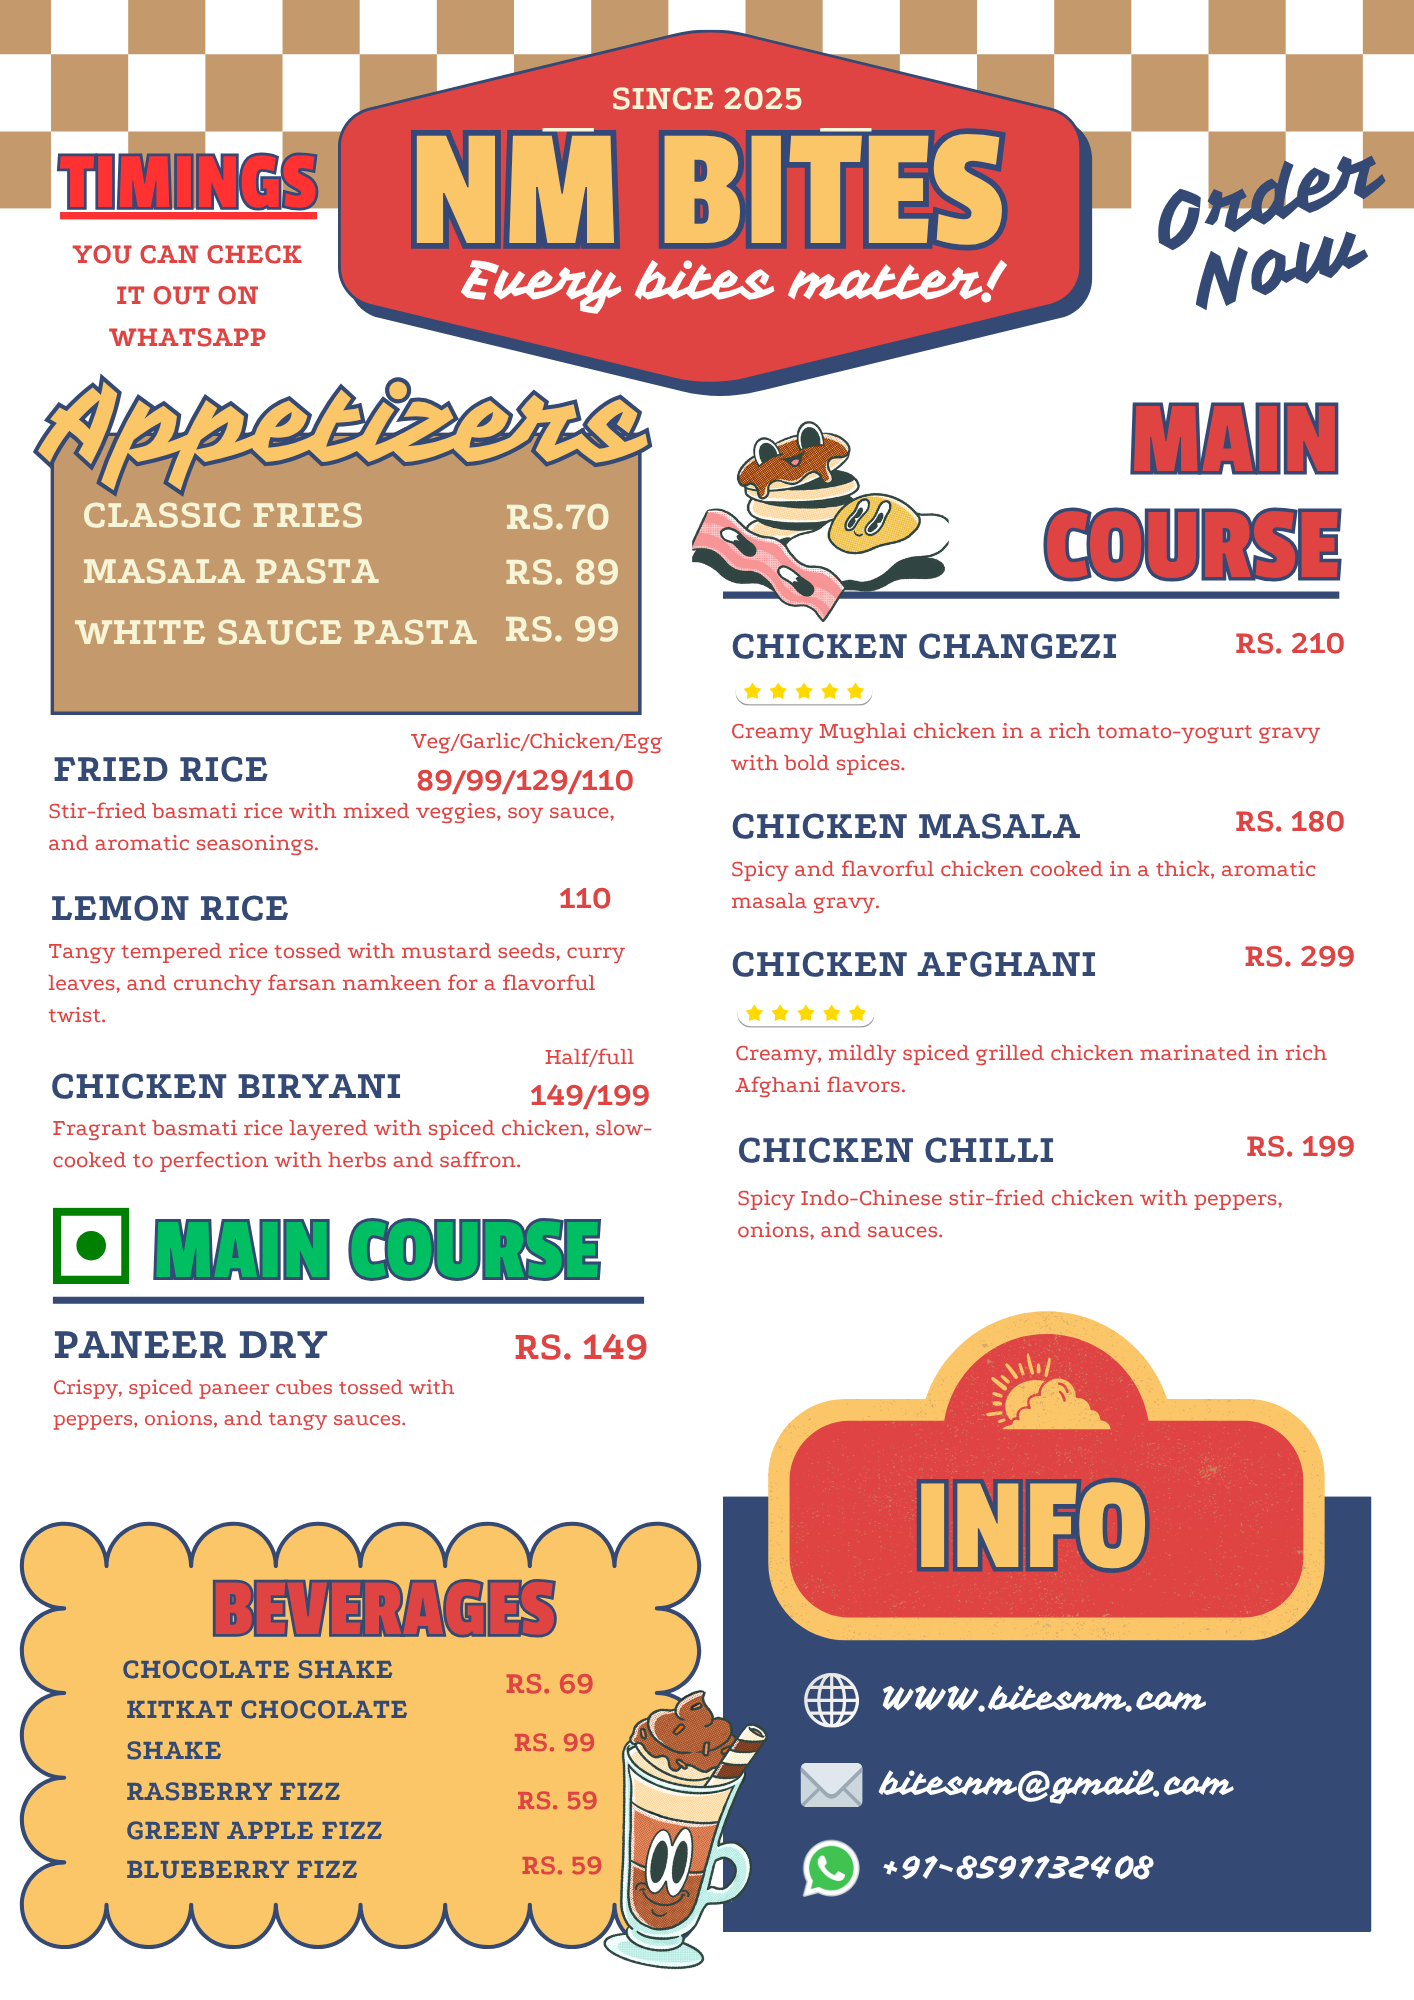 SINCE 2025
NM BITES
Every bites matter!
TIMINGS
YOU CAN CHECK
IT OUT ON
WHATSAPP
Order
Now
Appetizers
CLASSIC FRIES RS.70
MASALA PASTA RS. 89
WHITE SAUCE PASTA RS. 99
Veg/Garlic/Chicken/Egg
FRIED RICE 89/99/129/110
Stir-fried basmati rice with mixed veggies, soy sauce,
and aromatic seasonings.
LEMON RICE 110
Tangy tempered rice tossed with mustard seeds, curry
leaves, and crunchy farsan namkeen for a flavorful
twist.
Half/full
CHICKEN BIRYANI 149/199
Fragrant basmati rice layered with spiced chicken, slow-
cooked to perfection with herbs and saffron.
MAIN COURSE
PANEER DRY RS. 149
Crispy, spiced paneer cubes tossed with
peppers, onions, and tangy sauces.
BEVERAGES
CHOCOLATE SHAKE RS. 69
KITKAT CHOCOLATE
SHAKE RS. 99
RASBERRY FIZZ RS. 59
GREEN APPLE FIZZ
BLUEBERRY FIZZ RS. 59
MAIN
COURSE
CHICKEN CHANGEZI RS. 210
Creamy Mughlai chicken in a rich tomato-yogurt gravy
with bold spices.
CHICKEN MASALA RS. 180
Spicy and flavorful chicken cooked in a thick, aromatic
masala gravy.
CHICKEN AFGHANI RS. 299
Creamy, mildly spiced grilled chicken marinated in rich
Afghani flavors.
CHICKEN CHILLI RS. 199
Spicy Indo-Chinese stir-fried chicken with peppers,
onions, and sauces.
INFO
WWW.bitesnm.com
bitesnm@gmail.com
+91-8591132408